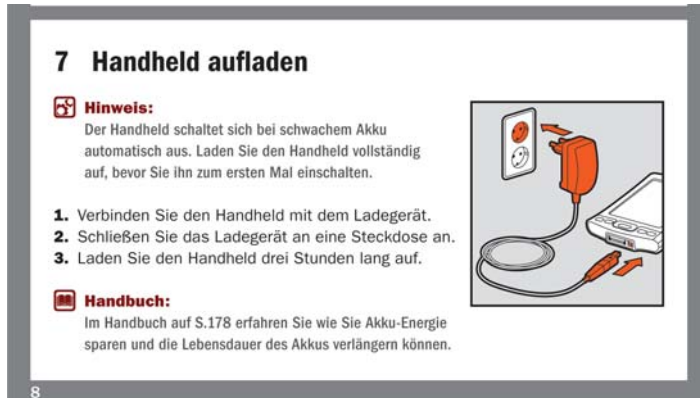 7 Handheld aufladen
Hinweis:
Der Handheld schaltet sich bei schwachem Akku
automatisch aus. Laden Sie den Handheld vollständig
auf, bevor Sie ihn zum ersten Mal einschalten.
1. Verbinden Sie den Handheld mit dem Ladegerät.
2. Schließen Sie das Ladegerät an eine Steckdose an.
3. Laden Sie den Handheld drei Stunden lang auf.
Handbuch:
Im Handbuch auf S.178 erfahren Sie wie Sie Akku-Energie
sparen und die Lebensdauer des Akkus verlängern können.
8